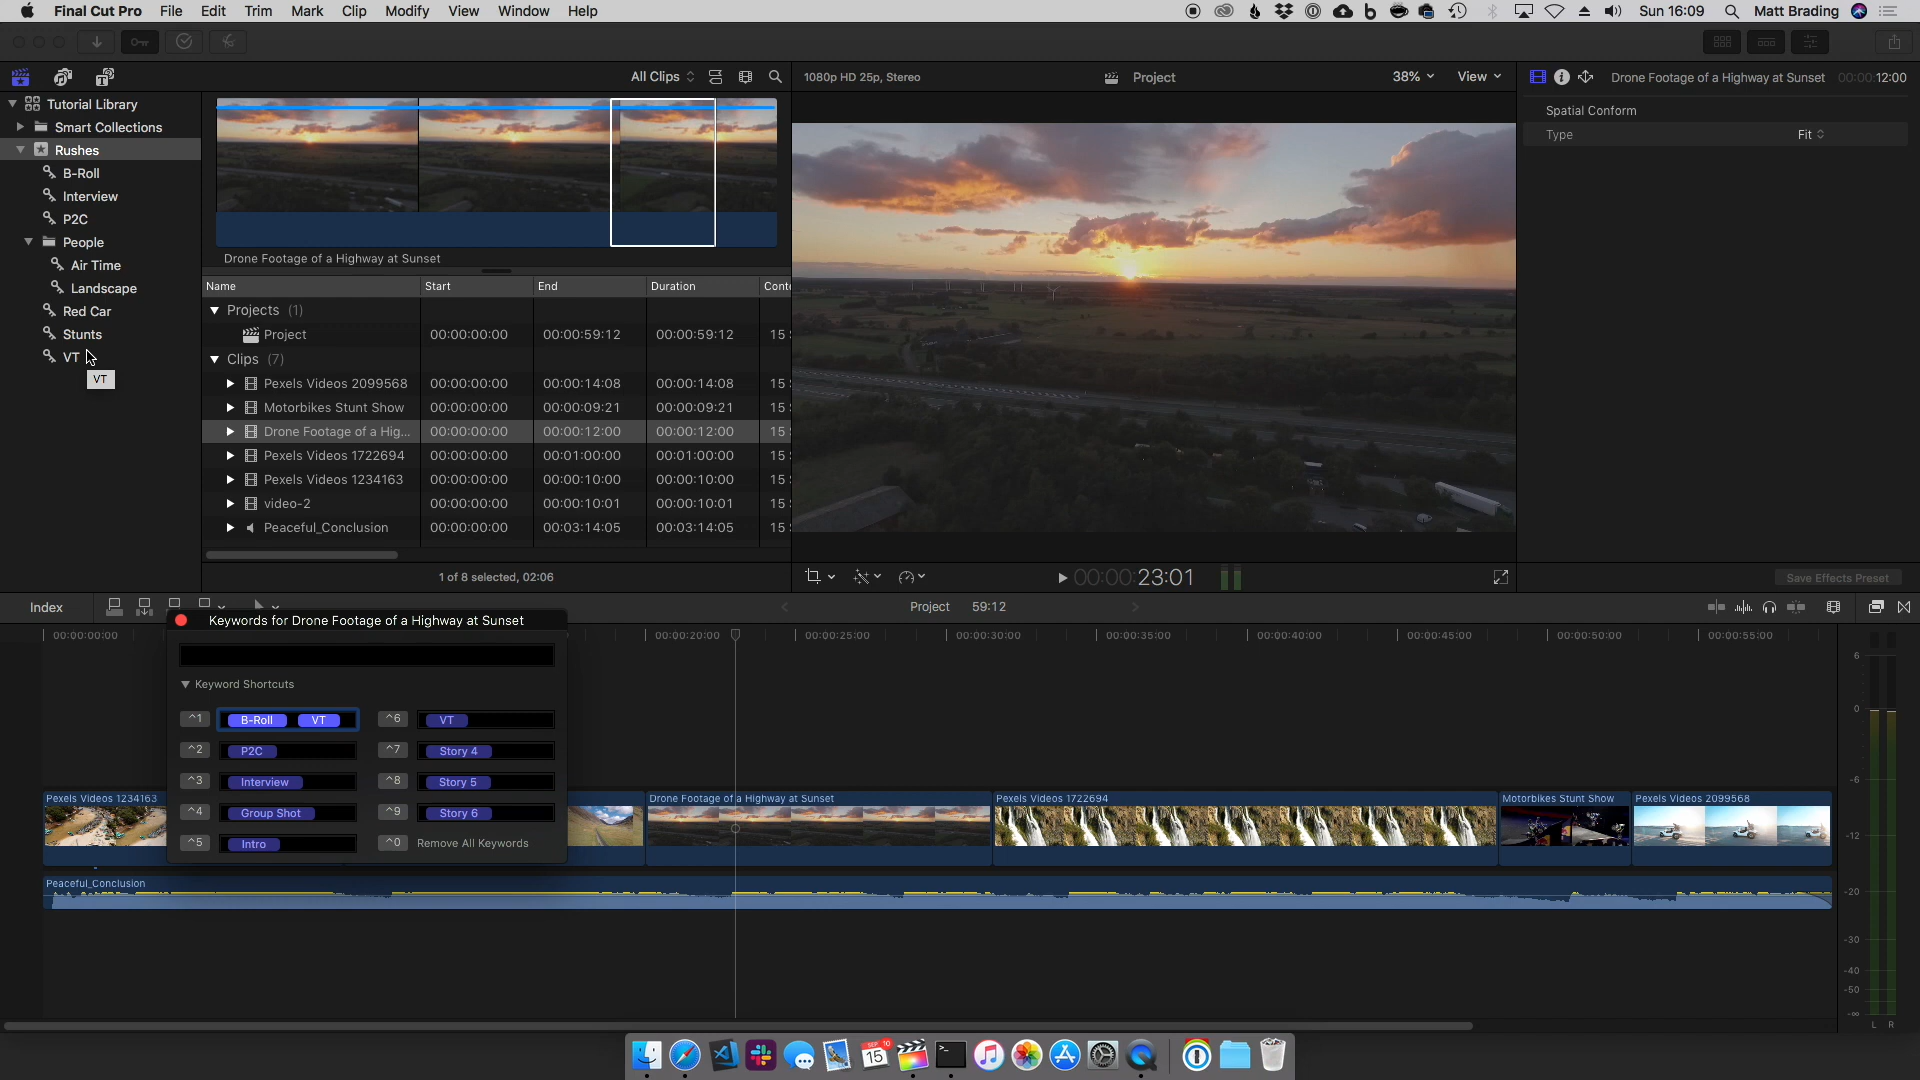 Final Cut Pro File Edit Trim Mark Clip Modify View Window Help Sun 16:09 Matt Brading
All Clips 1080p HD 25p, Stereo Project 38% View Drone Footage of a Highway at Sunset 00:00:12:00
Tutorial Library
Smart Collections
Rushes
B-Roll
Interview
P2C
People
Air Time
Landscape
Red Car
Stunts
VT
VT
Drone Footage of a Highway at Sunset
Name Start End Duration Conte
Projects (1)
Project 00:00:00:00 00:00:59:12 00:00:59:12 15
Clips (7)
Pexels Videos 2099568 00:00:00:00 00:00:14:08 00:00:14:08 15
Motorbikes Stunt Show 00:00:00:00 00:00:09:21 00:00:09:21 15
Drone Footage of a Hig... 00:00:00:00 00:00:12:00 00:00:12:00 15
Pexels Videos 1722694 00:00:00:00 00:01:00:00 00:01:00:00 15
Pexels Videos 1234163 00:00:00:00 00:00:10:00 00:00:10:00 15
video-2 00:00:00:00 00:00:10:01 00:00:10:01 15
Peaceful_Conclusion 00:00:00:00 00:03:14:05 00:03:14:05 15
1 of 8 selected, 02:06
Spatial Conform
Type Fit
00:00:23:01
Save Effects Preset
Index Project 59:12
00:00:00:00 00:00:20:00 00:00:25:00 00:00:30:00 00:00:35:00 00:00:40:00 00:00:45:00 00:00:50:00 00:00:55:00
Keywords for Drone Footage of a Highway at Sunset
Keyword Shortcuts
^1 B-Roll VT ^6 VT
^2 P2C ^7 Story 4
^3 Interview ^8 Story 5
^4 Group Shot ^9 Story 6
^5 Intro ^0 Remove All Keywords
Pexels Videos 1234163 Drone Footage of a Highway at Sunset Pexels Videos 1722694 Motorbikes Stunt Show Pexels Videos 2099568
Peaceful_Conclusion
6
0
-6
-12
-20
-30
-40
-50
-∞
L R
SEP 10
15